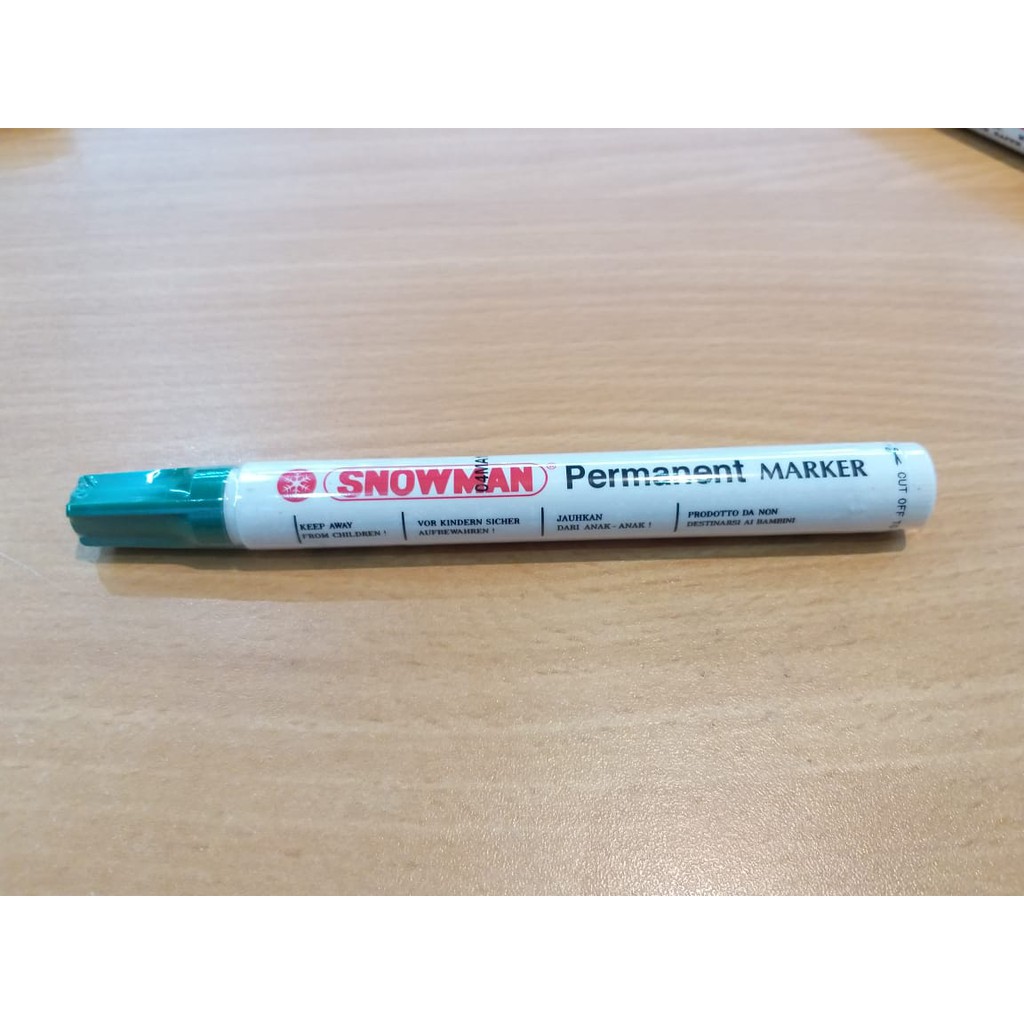 SNOWMAN® Permanent MARKER
KEEP AWAY
FROM CHILDREN !
VOR KINDERN SICHER
AUFBEWAHREN !
JAUHKAN
DARI ANAK - ANAK !
PRODOTTO DA NON
DESTINARSI AI BAMBINI
CUT OFF